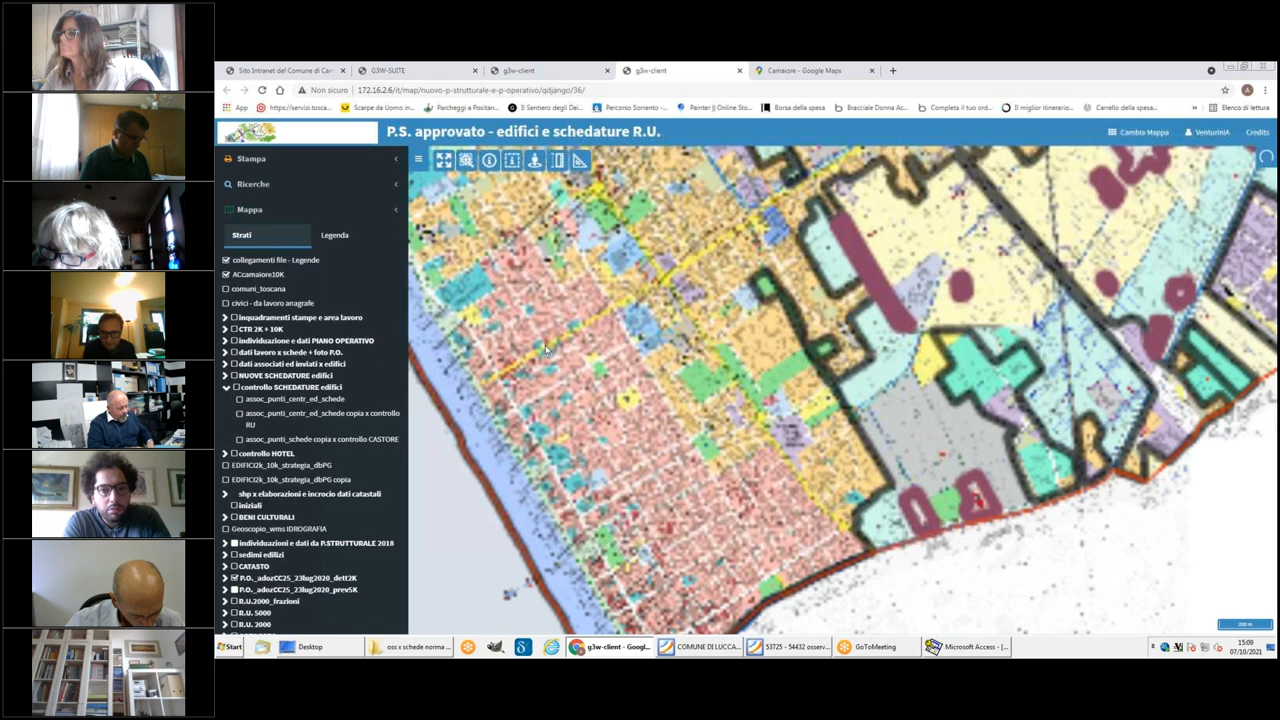 Sito Intranet del Comune di Cam
G3W-SUITE
g3w-client
g3w-client
Camaiore - Google Maps
Non sicuro | 172.16.2.6/it/map/nuovo-p-strutturale-e-p-operativo/qdjango/36/
App
https://servizi.tosca...
Scarpe da Uomo in...
Parcheggi a Positan...
Il Sentiero degli Dei...
Percorso Sorrento -...
Painter || Online Sto...
Borsa della spesa
Bracciale Donna Ac...
Completa il tuo ord...
Il miglior itinerario...
Carrello della spesa...
»
Elenco di lettura
P.S. approvato - edifici e schedature R.U.
Cambia Mappa
VenturiniA
Credits
Stampa
Ricerche
Mappa
Strati
Legenda
collegamenti file - Legende
ACcamaiore10K
comuni_toscana
civici - da lavoro anagrafe
inquadramenti stampe e area lavoro
CTR 2K + 10K
individuazione e dati PIANO OPERATIVO
dati lavoro x schede + foto P.O.
dati associati ed inviati x edifici
NUOVE SCHEDATURE edifici
controllo SCHEDATURE edifici
assoc_punti_centr_ed_schede
assoc_punti_centr_ed_schede copia x controllo
RU
assoc_punti_schede copia x controllo CASTORE
controllo HOTEL
EDIFICI2k_10k_strategia_dbPG
EDIFICI2k_10k_strategia_dbPG copia
shp x elaborazioni e incrocio dati catastali
iniziali
BENI CULTURALI
Geoscopio_wms IDROGRAFIA
individuazioni e dati da P.STRUTTURALE 2018
sedimi edilizi
CATASTO
P.O._adozCC25_23lug2020_dett2K
P.O._adozCC25_23lug2020_prev5K
R.U.2000_frazioni
R.U. 5000
R.U. 2000
200 m
Start
Desktop
oss x schede norma ...
g3w-client - Googl...
COMUNE DI LUCCA...
53725 - 54432 osserv...
GoToMeeting
Microsoft Access - [...
15:09
07/10/2021